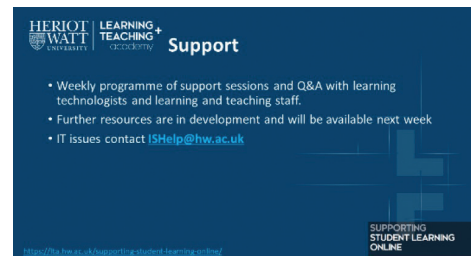 HERIOT
WATT
UNIVERSITY
LEARNING +
TEACHING
academy
Support
• Weekly programme of support sessions and Q&A with learning
technologists and learning and teaching staff.
• Further resources are in development and will be available next week
• IT issues contact ISHelp@hw.ac.uk
SUPPORTING
STUDENT LEARNING
ONLINE
https://lta.hw.ac.uk/supporting-student-learning-online/